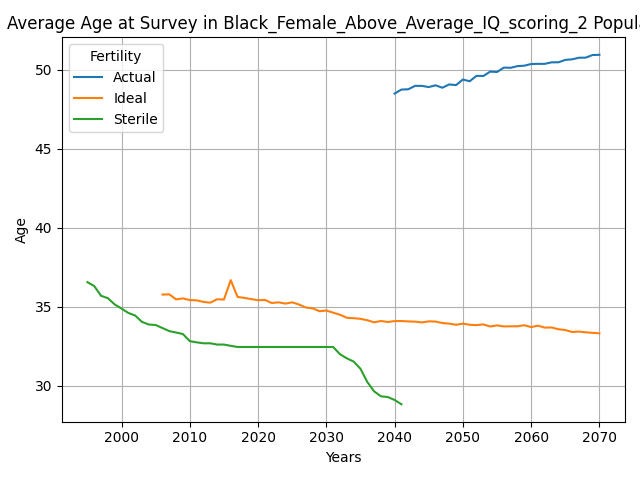 Average Age at Survey in Black_Female_Above_Average_IQ_scoring_2 Popul
Fertility
Actual
Ideal
Sterile
50
45
40
35
30
Age
2000 2010 2020 2030 2040 2050 2060 2070
Years